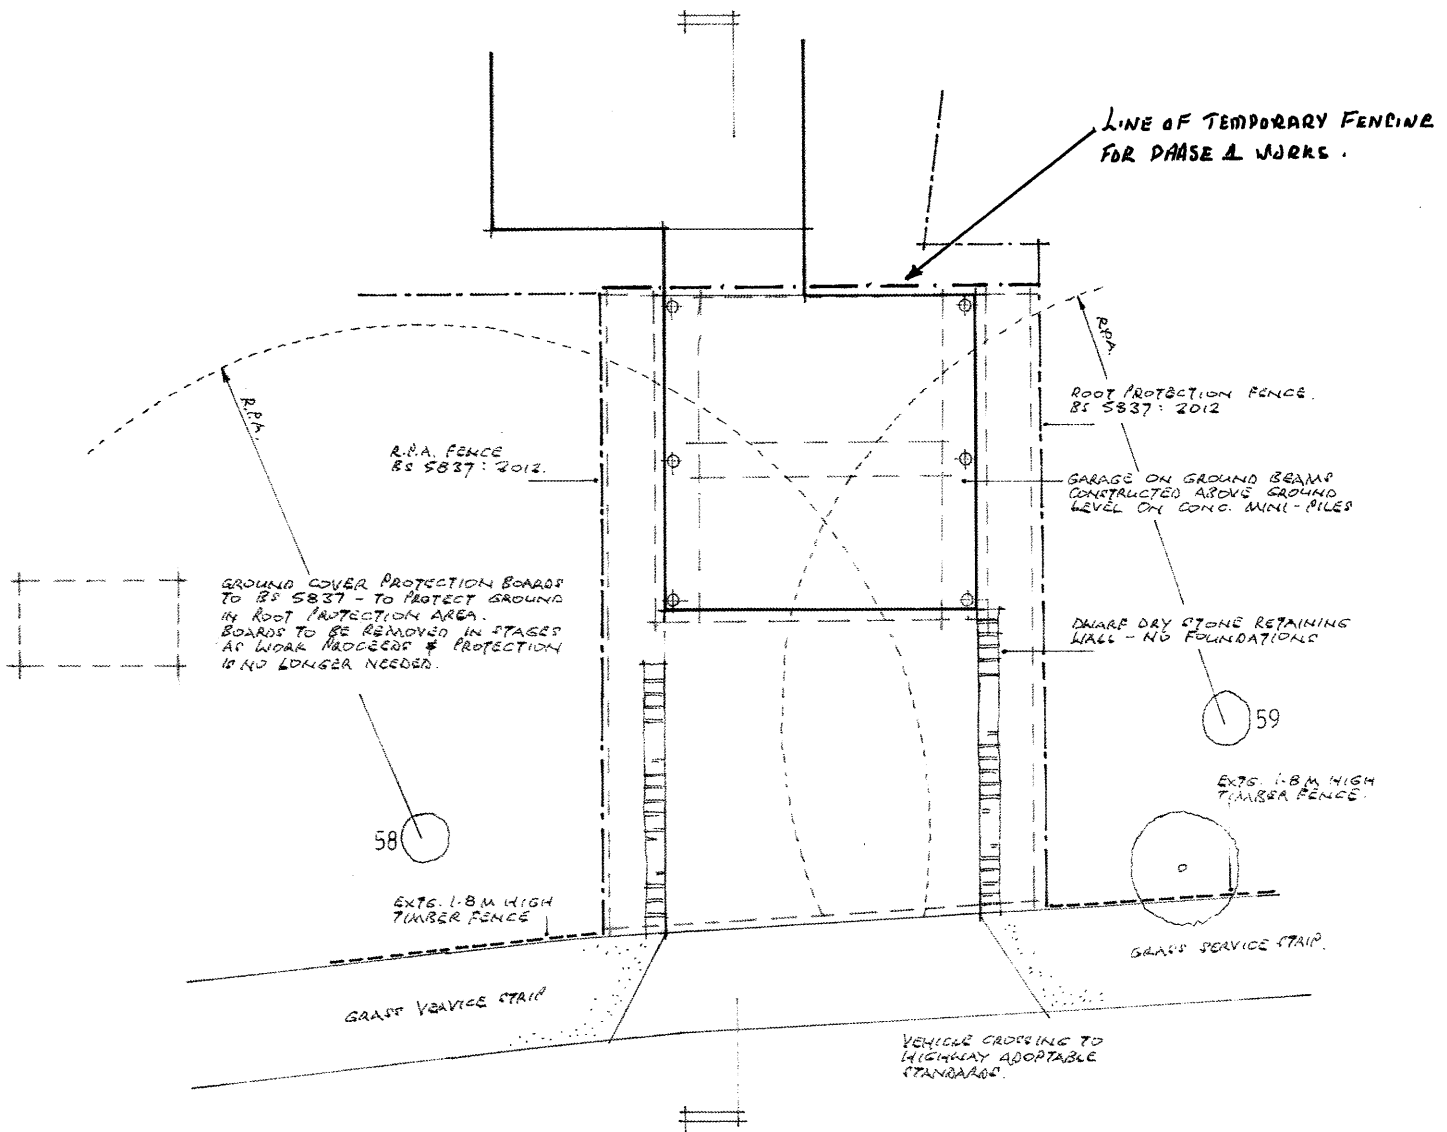 LINE OF TEMPORARY FENCING
FOR PHASE 1 WORKS.
R.P.A.
R.P.A.
ROOT PROTECTION FENCE.
BS 5837: 2012
R.P.A. FENCE
BS 5837: 2012.
GARAGE ON GROUND BEAMS
CONSTRUCTED ABOVE GROUND
LEVEL ON CONC. MINI-PILES
GROUND COVER PROTECTION BOARDS
TO BS 5837 - TO PROTECT GROUND
IN ROOT PROTECTION AREA.
BOARDS TO BE REMOVED IN STAGES
AS WORK PROCEEDS & PROTECTION
IS NO LONGER NEEDED.
DWARF DRY STONE RETAINING
WALL - NO FOUNDATIONS
59
EXTG. 1.8 M HIGH
TIMBER FENCE.
58
EXTG. 1.8 M HIGH
TIMBER FENCE
GRASS SERVICE STRIP.
GRASS VERVICE STRIP
VEHICLE CROSSING TO
HIGHWAY ADOPTABLE
STANDARDS.